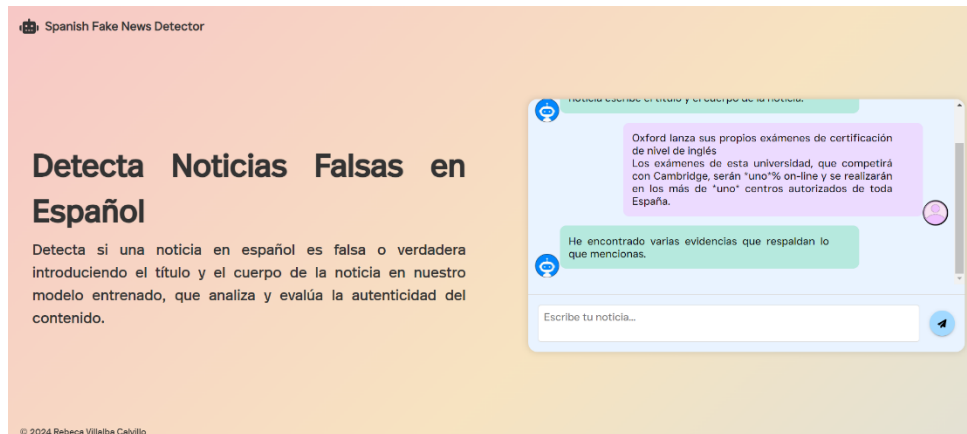 Spanish Fake News Detector
Detecta Noticias Falsas en
Español
Detecta si una noticia en español es falsa o verdadera
introduciendo el título y el cuerpo de la noticia en nuestro
modelo entrenado, que analiza y evalúa la autenticidad del
contenido.
noticia escribe el título y el cuerpo de la noticia.
Oxford lanza sus propios exámenes de certificación
de nivel de inglés
Los exámenes de esta universidad, que competirá
con Cambridge, serán *uno*% on-line y se realizarán
en los más de *uno* centros autorizados de toda
España.
He encontrado varias evidencias que respaldan lo
que mencionas.
Escribe tu noticia...
© 2024 Rebeca Villalba Calvillo